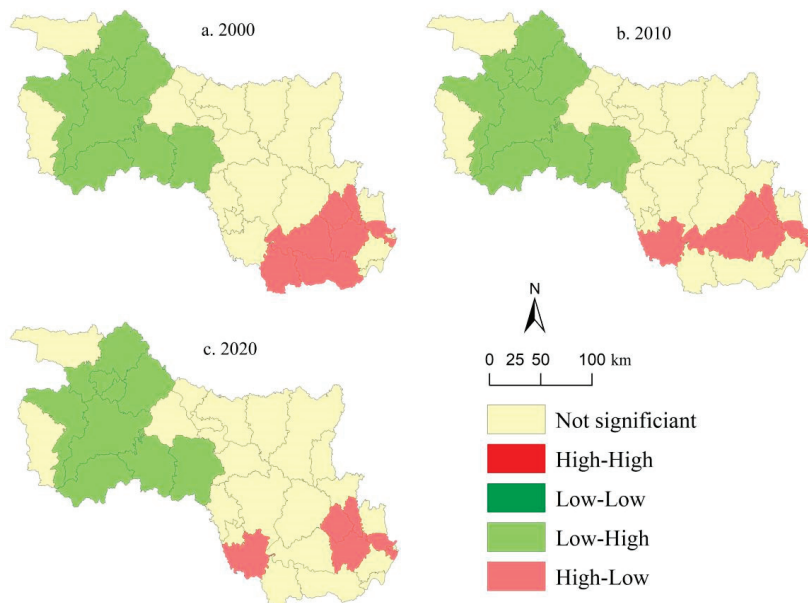 a. 2000
b. 2010
c. 2020
N
0 25 50 100 km
Not significiant
High-High
Low-Low
Low-High
High-Low